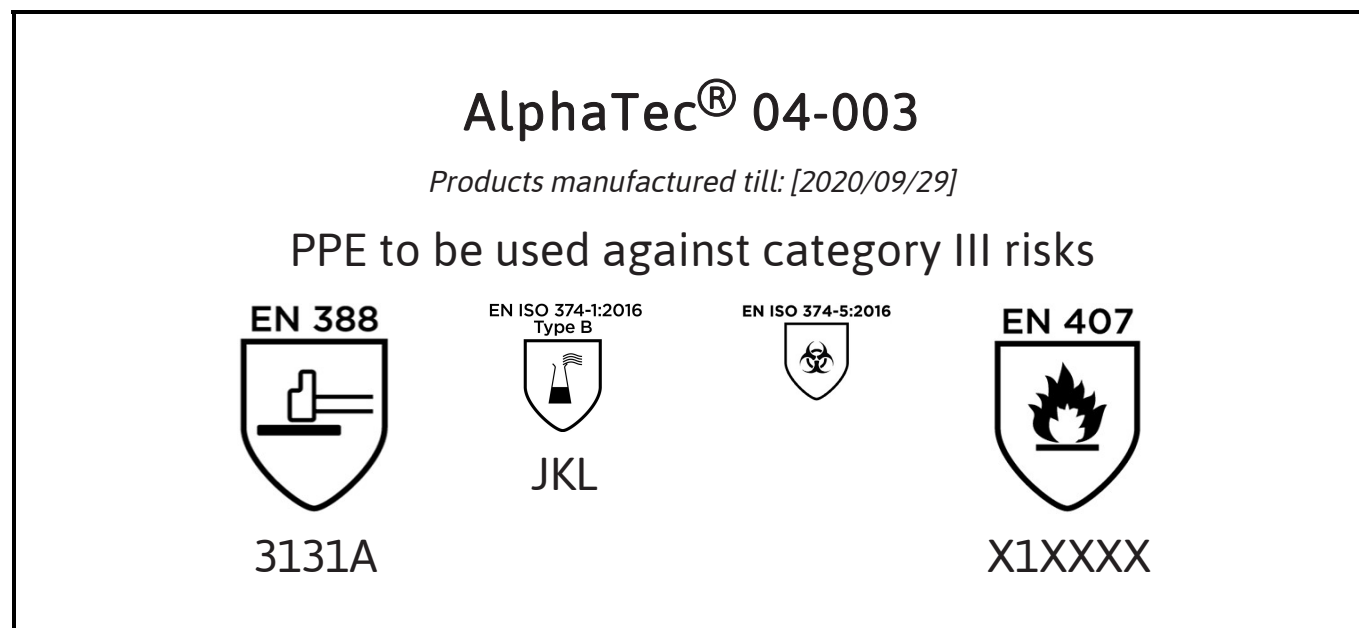 AlphaTec® 04-003
Products manufactured till: [2020/09/29]
PPE to be used against category III risks
EN 388
3131A
EN ISO 374-1:2016
Type B
JKL
EN ISO 374-5:2016
EN 407
X1XXXX